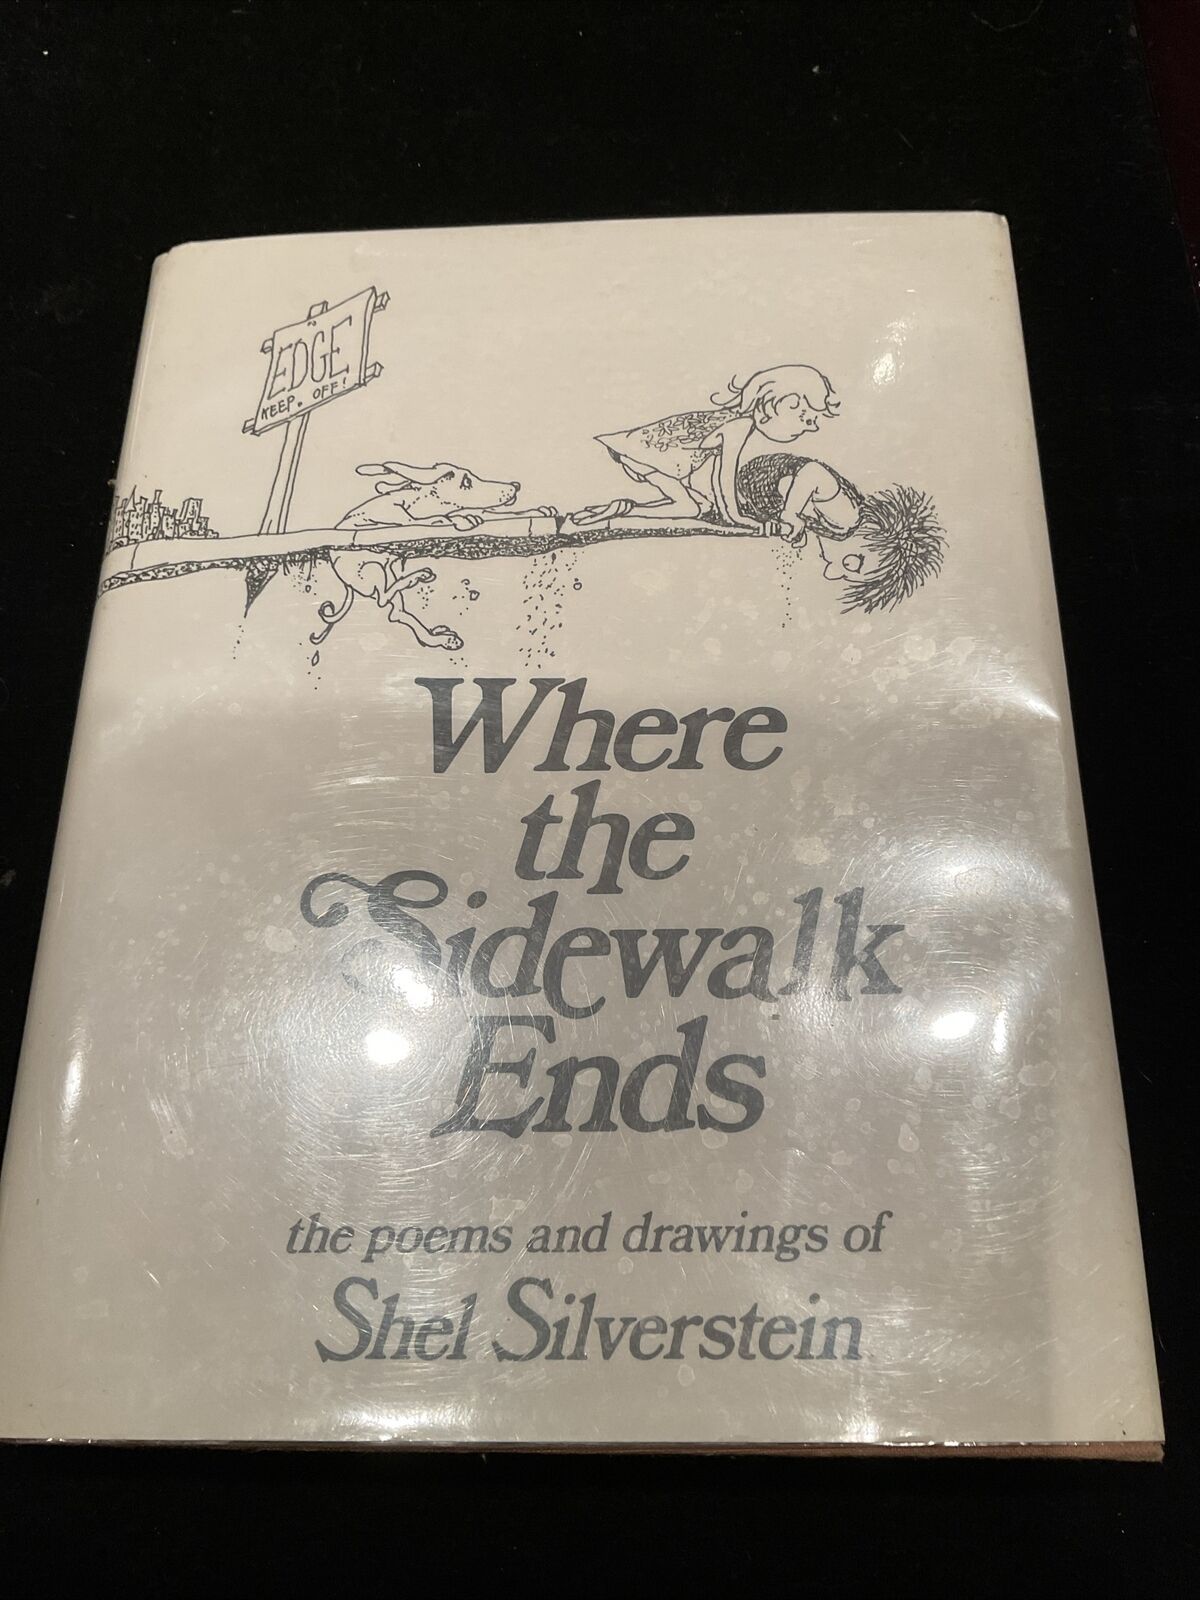 EDGE
KEEP. OFF!
Where
the
Sidewalk
Ends
the poems and drawings of
Shel Silverstein